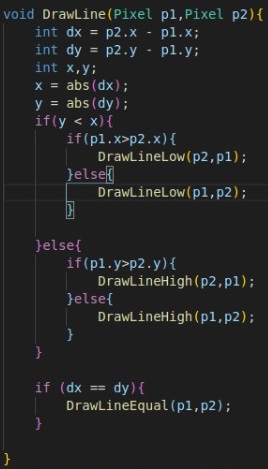 void DrawLine(Pixel p1,Pixel p2){
    int dx = p2.x - p1.x;
    int dy = p2.y - p1.y;
    int x,y;
    x = abs(dx);
    y = abs(dy);
    if(y < x){
        if(p1.x>p2.x){
            DrawLineLow(p2,p1);
        }else{
            DrawLineLow(p1,p2);
        }

    }else{
        if(p1.y>p2.y){
            DrawLineHigh(p2,p1);
        }else{
            DrawLineHigh(p1,p2);
        }
    }

    if (dx == dy){
        DrawLineEqual(p1,p2);
    }

}